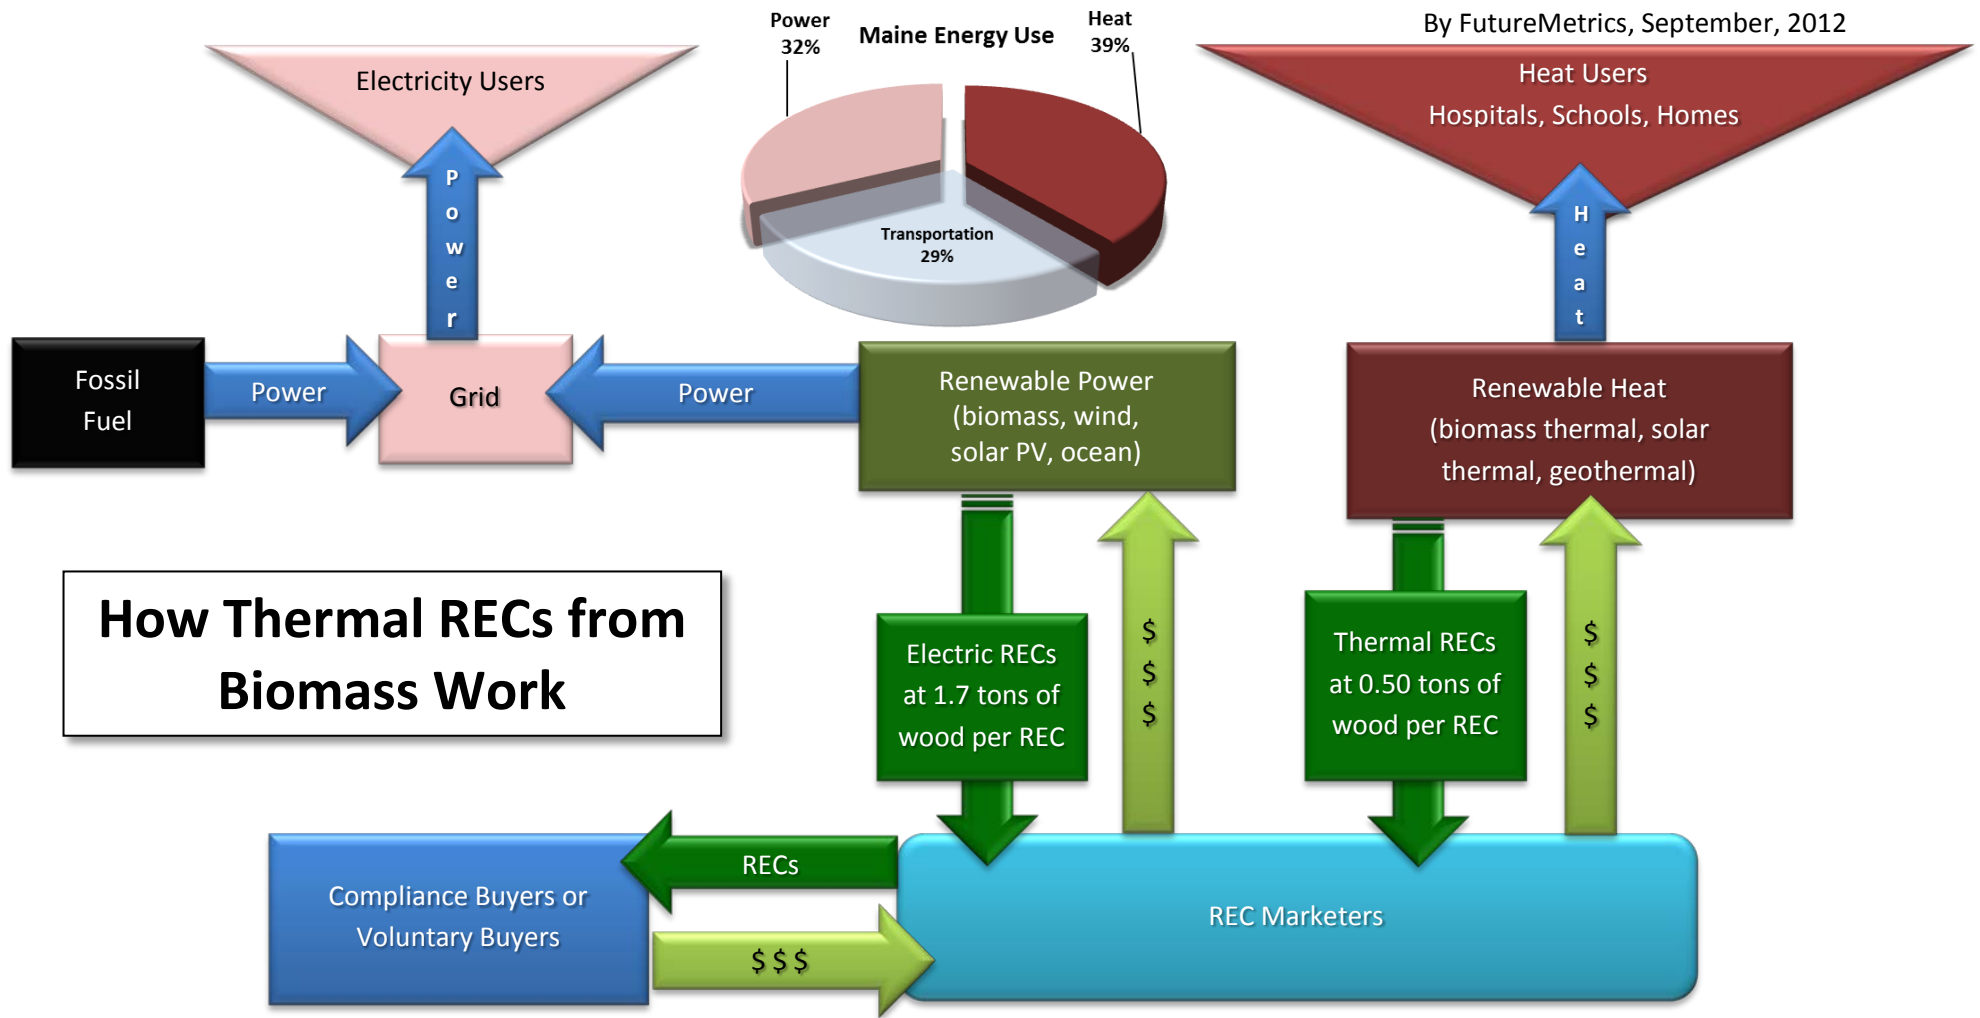 By FutureMetrics, September, 2012
Power
32%
Maine Energy Use
Heat
39%
Transportation
29%
Electricity Users
Heat Users
Hospitals, Schools, Homes
Power
Heat
Fossil
Fuel
Power
Grid
Power
Renewable Power
(biomass, wind,
solar PV, ocean)
Renewable Heat
(biomass thermal, solar
thermal, geothermal)
How Thermal RECs from
Biomass Work
Electric RECs
at 1.7 tons of
wood per REC
$
$
$
Thermal RECs
at 0.50 tons of
wood per REC
$
$
$
Compliance Buyers or
Voluntary Buyers
RECs
$ $ $
REC Marketers